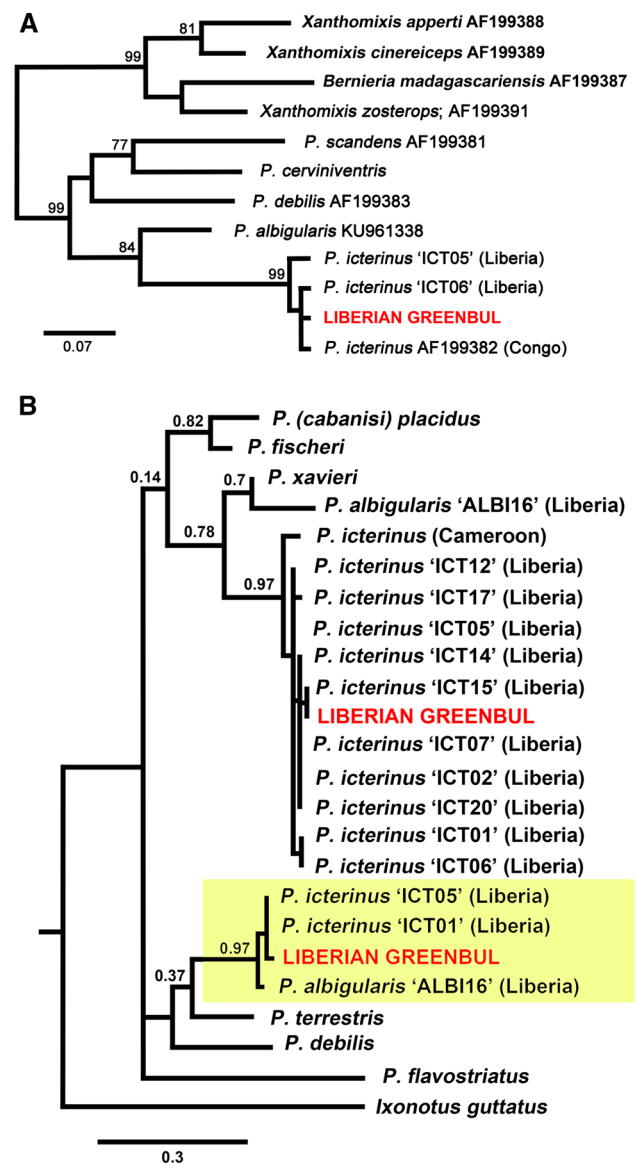 A
Xanthomixis apperti AF199388
81
Xanthomixis cinereiceps AF199389
99
Bernieria madagascariensis AF199387
Xanthomixis zosterops; AF199391
P. scandens AF199381
77
P. cerviniventris
P. debilis AF199383
99
P. albigularis KU961338
84
P. icterinus ‘ICT05’ (Liberia)
99
P. icterinus ‘ICT06’ (Liberia)
LIBERIAN GREENBUL
0.07
P. icterinus AF199382 (Congo)
B
P. (cabanisi) placidus
0.82
P. fischeri
0.14
P. xavieri
0.7
P. albigularis ‘ALBI16’ (Liberia)
0.78
P. icterinus (Cameroon)
P. icterinus ‘ICT12’ (Liberia)
0.97
P. icterinus ‘ICT17’ (Liberia)
P. icterinus ‘ICT05’ (Liberia)
P. icterinus ‘ICT14’ (Liberia)
P. icterinus ‘ICT15’ (Liberia)
LIBERIAN GREENBUL
P. icterinus ‘ICT07’ (Liberia)
P. icterinus ‘ICT02’ (Liberia)
P. icterinus ‘ICT20’ (Liberia)
P. icterinus ‘ICT01’ (Liberia)
P. icterinus ‘ICT06’ (Liberia)
P. icterinus ‘ICT05’ (Liberia)
P. icterinus ‘ICT01’ (Liberia)
0.97
LIBERIAN GREENBUL
0.37
P. albigularis ‘ALBI16’ (Liberia)
P. terrestris
P. debilis
P. flavostriatus
Ixonotus guttatus
0.3